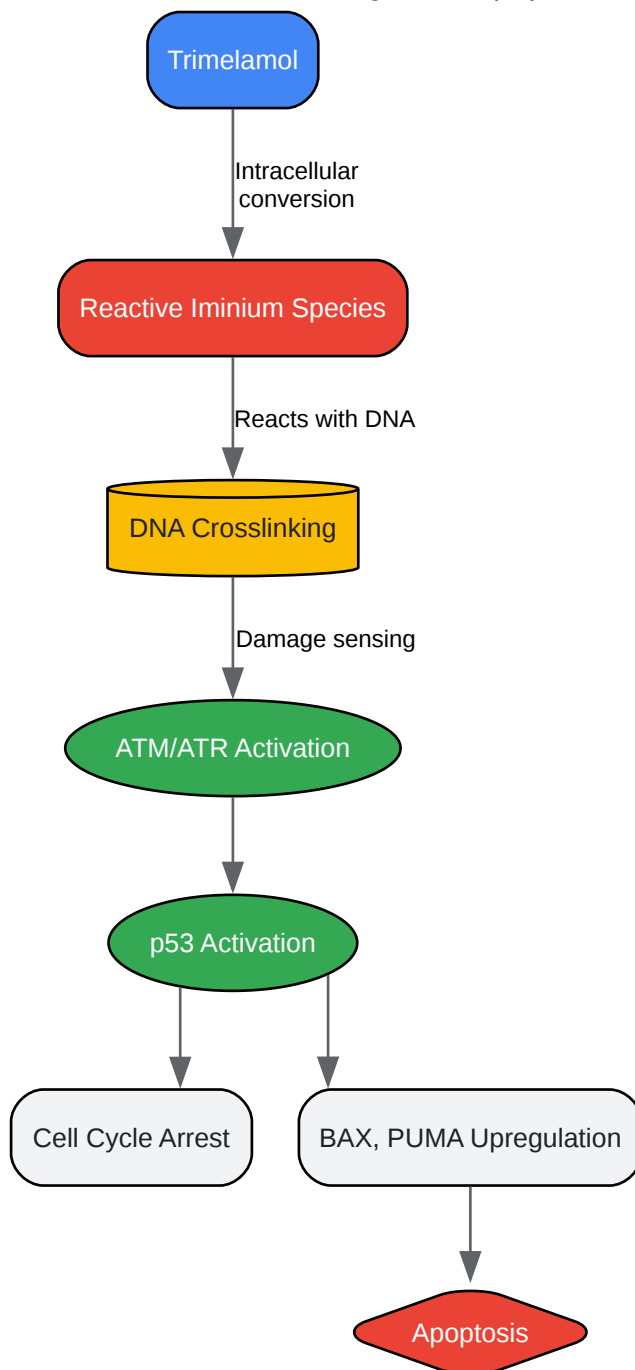 Trimelamol
Intracellular
conversion
Reactive Iminium Species
Reacts with DNA
DNA Crosslinking
Damage sensing
ATM/ATR Activation
p53 Activation
Cell Cycle Arrest
BAX, PUMA Upregulation
Apoptosis